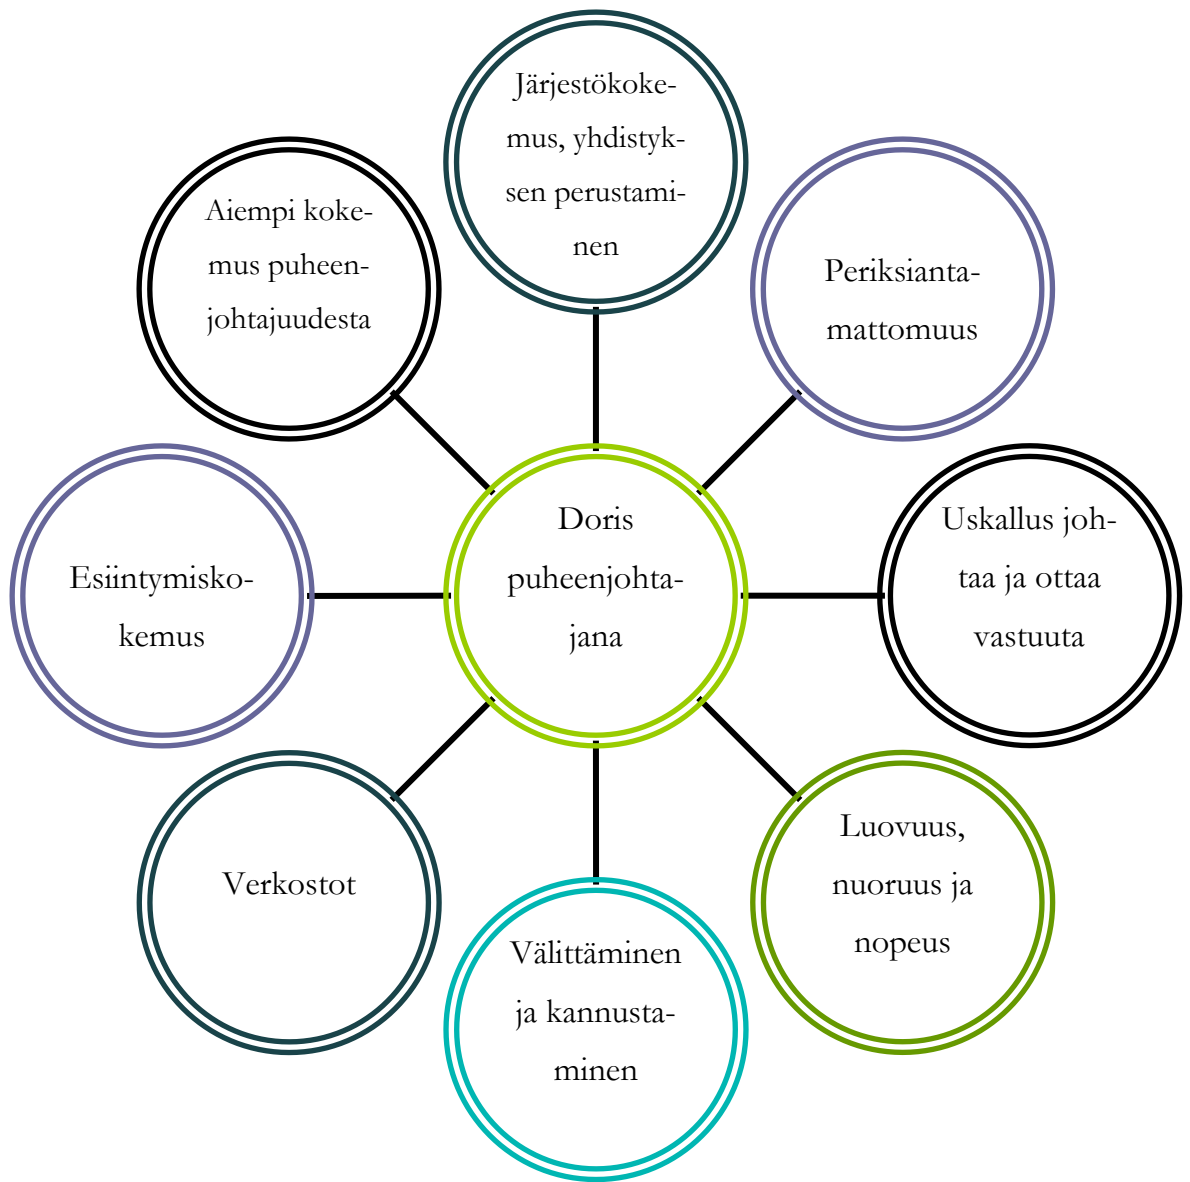 Järjestökoke-
mus, yhdistyk-
sen perustami-
nen
Periksianta-
mattomuus
Uskallus joh-
taa ja ottaa
vastuuta
Luovuus,
nuoruus ja
nopeus
Välittäminen
ja kannusta-
minen
Verkostot
Esiintymisko-
kemus
Aiempi koke-
mus puheen-
johtajuudesta
Doris
puheenjohta-
jana